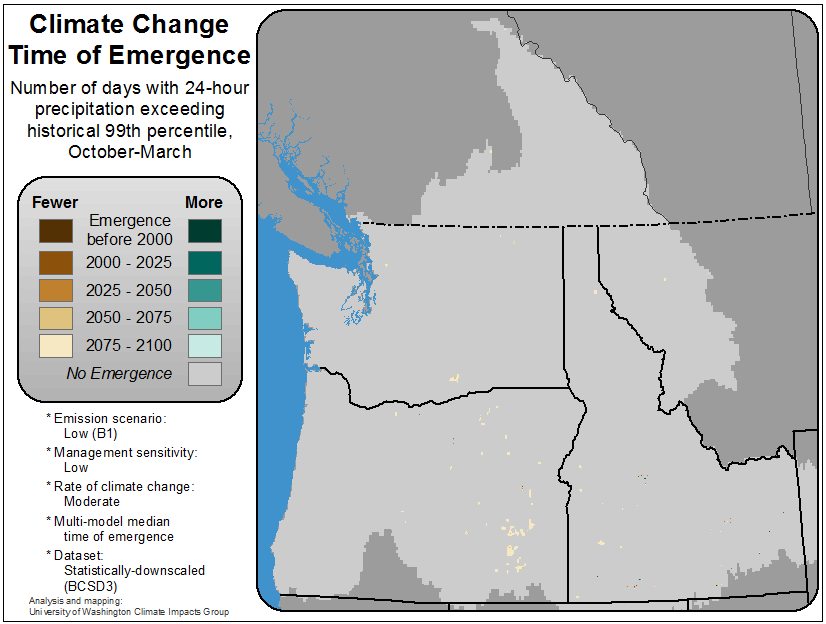 Climate Change
Time of Emergence
Number of days with 24-hour
precipitation exceeding
historical 99th percentile,
October-March
Fewer More
Emergence
before 2000
2000 - 2025
2025 - 2050
2050 - 2075
2075 - 2100
No Emergence
* Emission scenario:
Low (B1)
* Management sensitivity:
Low
* Rate of climate change:
Moderate
* Multi-model median
time of emergence
* Dataset:
Statistically-downscaled
(BCSD3)
Analysis and mapping:
University of Washington Climate Impacts Group